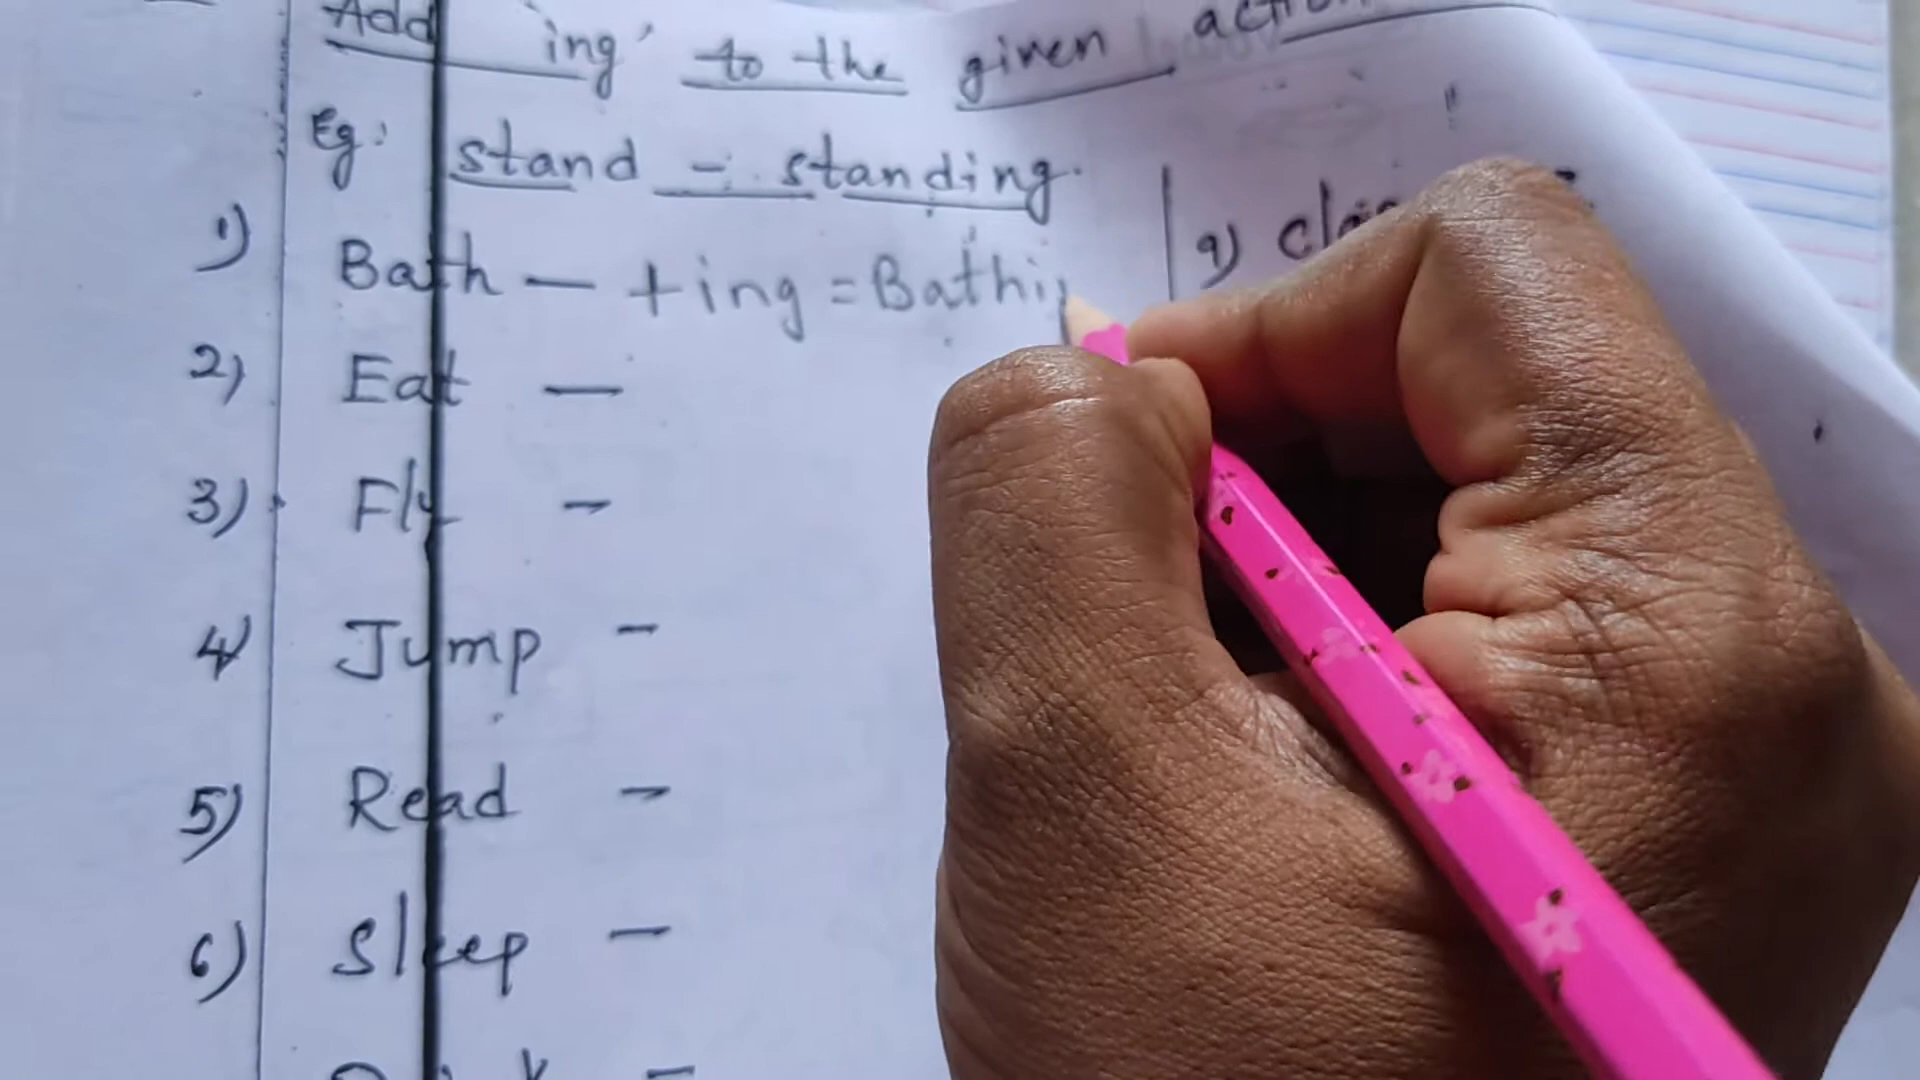 Add 'ing' to the given action
Eg: stand - standing.
1) Bath — + ing = Bathi
9)
2) Eat —
3) Fly -
4) Jump -
5) Read -
6) Sleep -